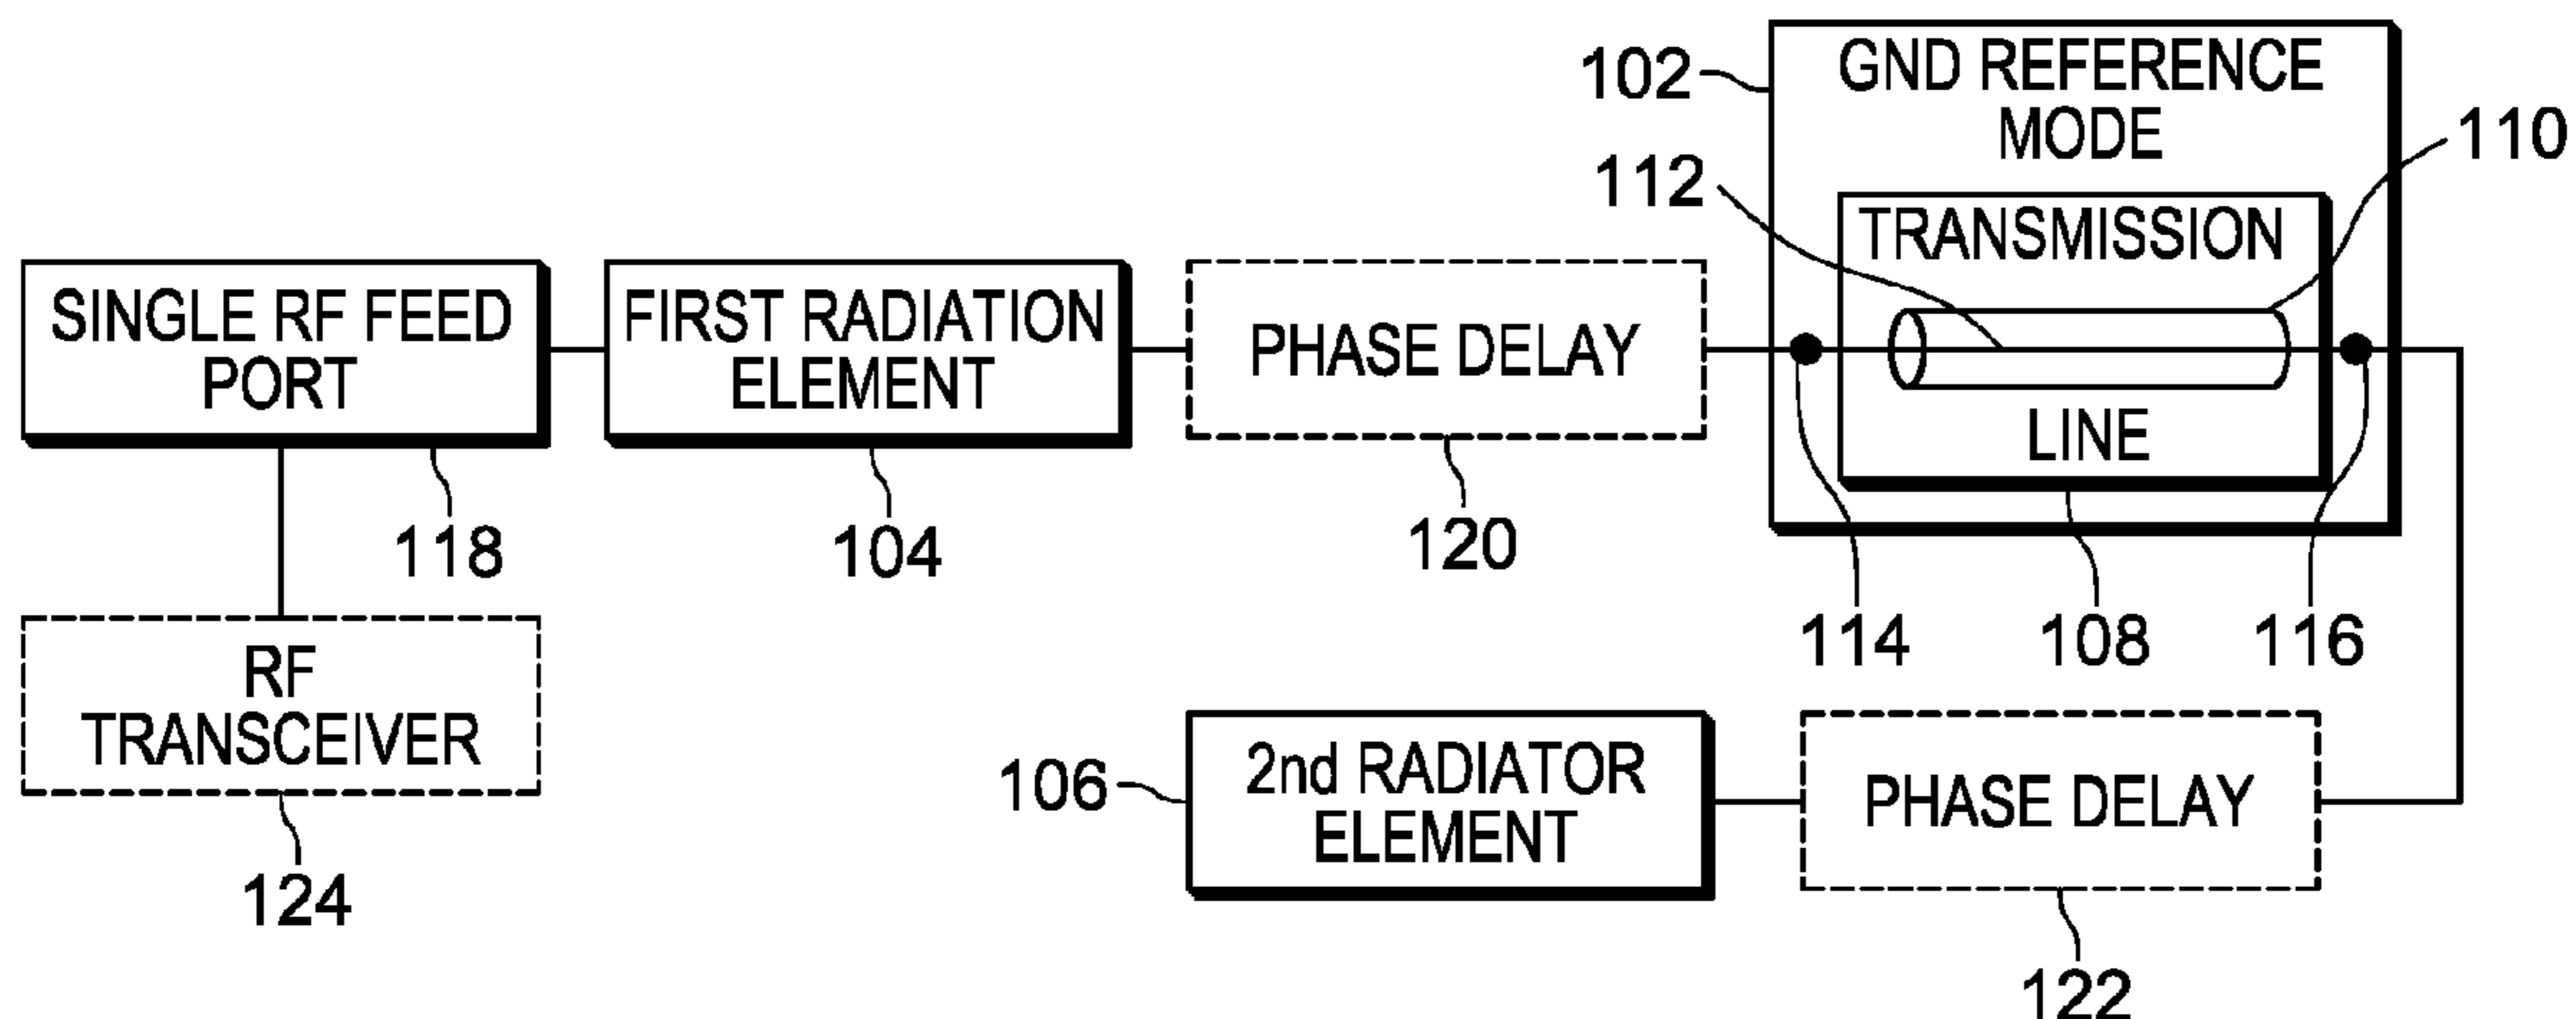 GND REFERENCE
MODE
102
110
112
TRANSMISSION
LINE
SINGLE RF FEED
PORT
FIRST RADIATION
ELEMENT
PHASE DELAY
118
104
120
114
108
116
RF
TRANSCEIVER
124
106
2nd RADIATOR
ELEMENT
PHASE DELAY
122